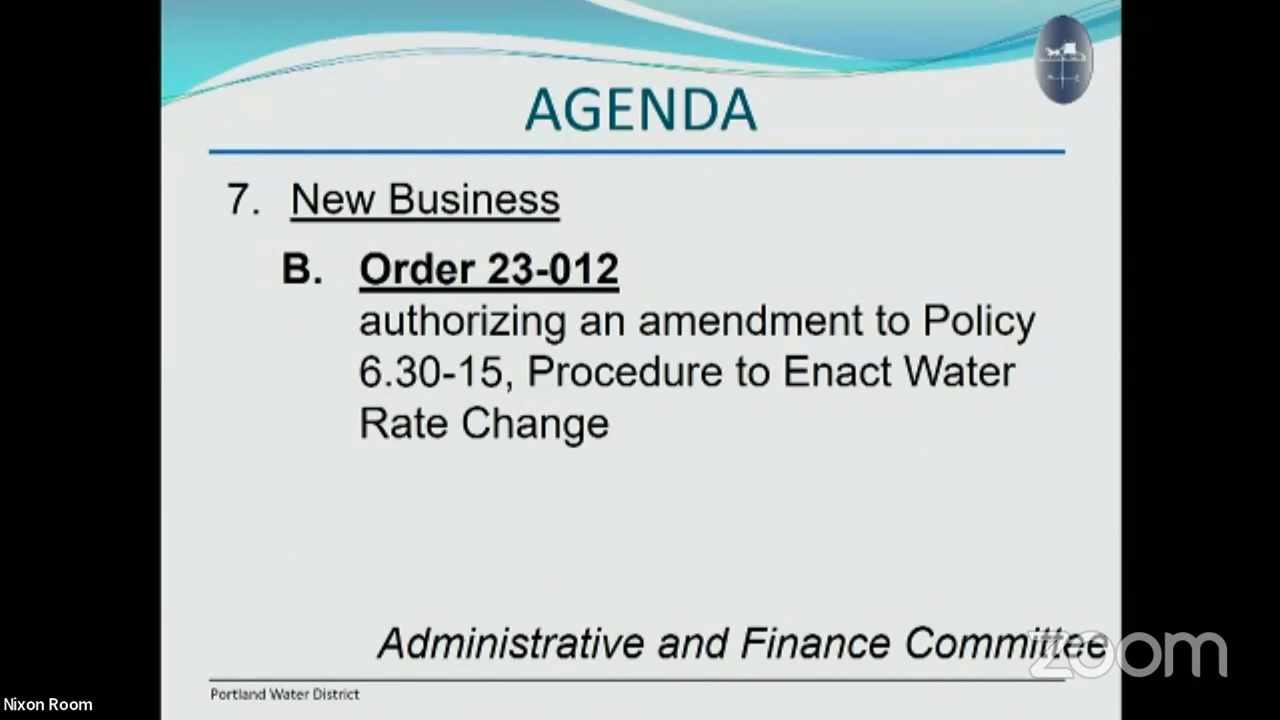 AGENDA
7. New Business
B. Order 23-012
authorizing an amendment to Policy
6.30-15, Procedure to Enact Water
Rate Change
Administrative and Finance Committee
zoom
Portland Water District
Nixon Room